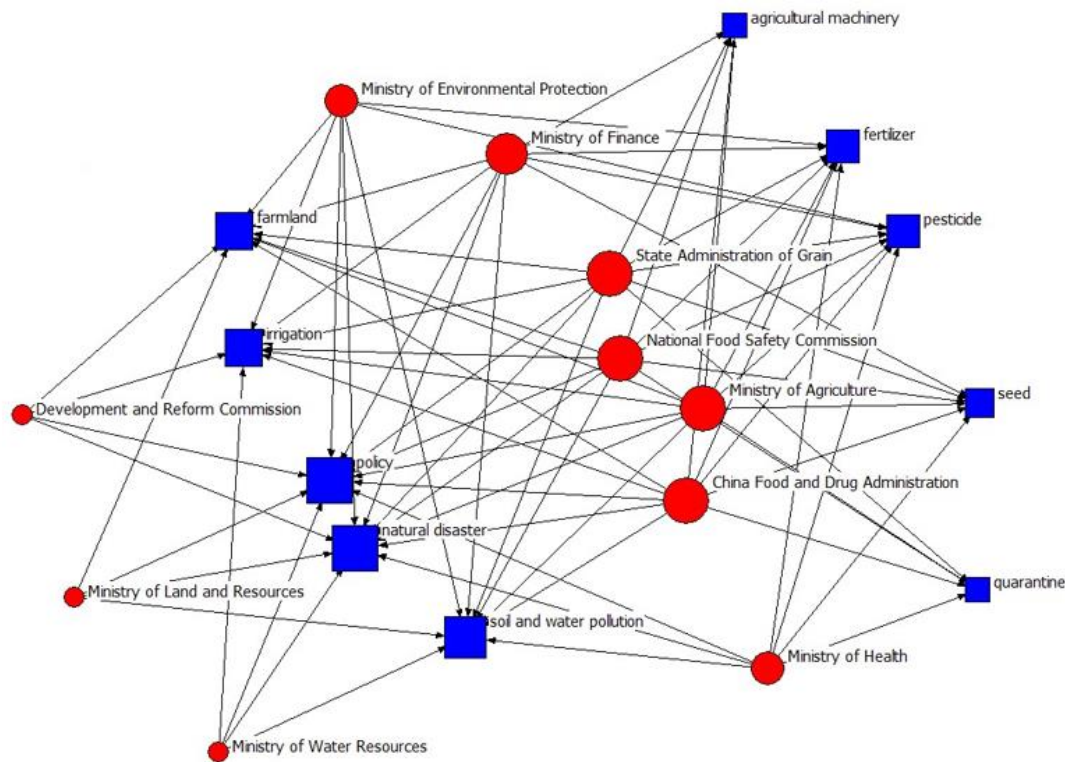 agricultural machinery
Ministry of Environmental Protection
Ministry of Finance
fertilizer
farmland
pesticide
State Administration of Grain
irrigation
National Food Safety Commission
Ministry of Agriculture
seed
Development and Reform Commission
policy
China Food and Drug Administration
natural disaster
Ministry of Land and Resources
quarantine
soil and water pollution
Ministry of Health
Ministry of Water Resources